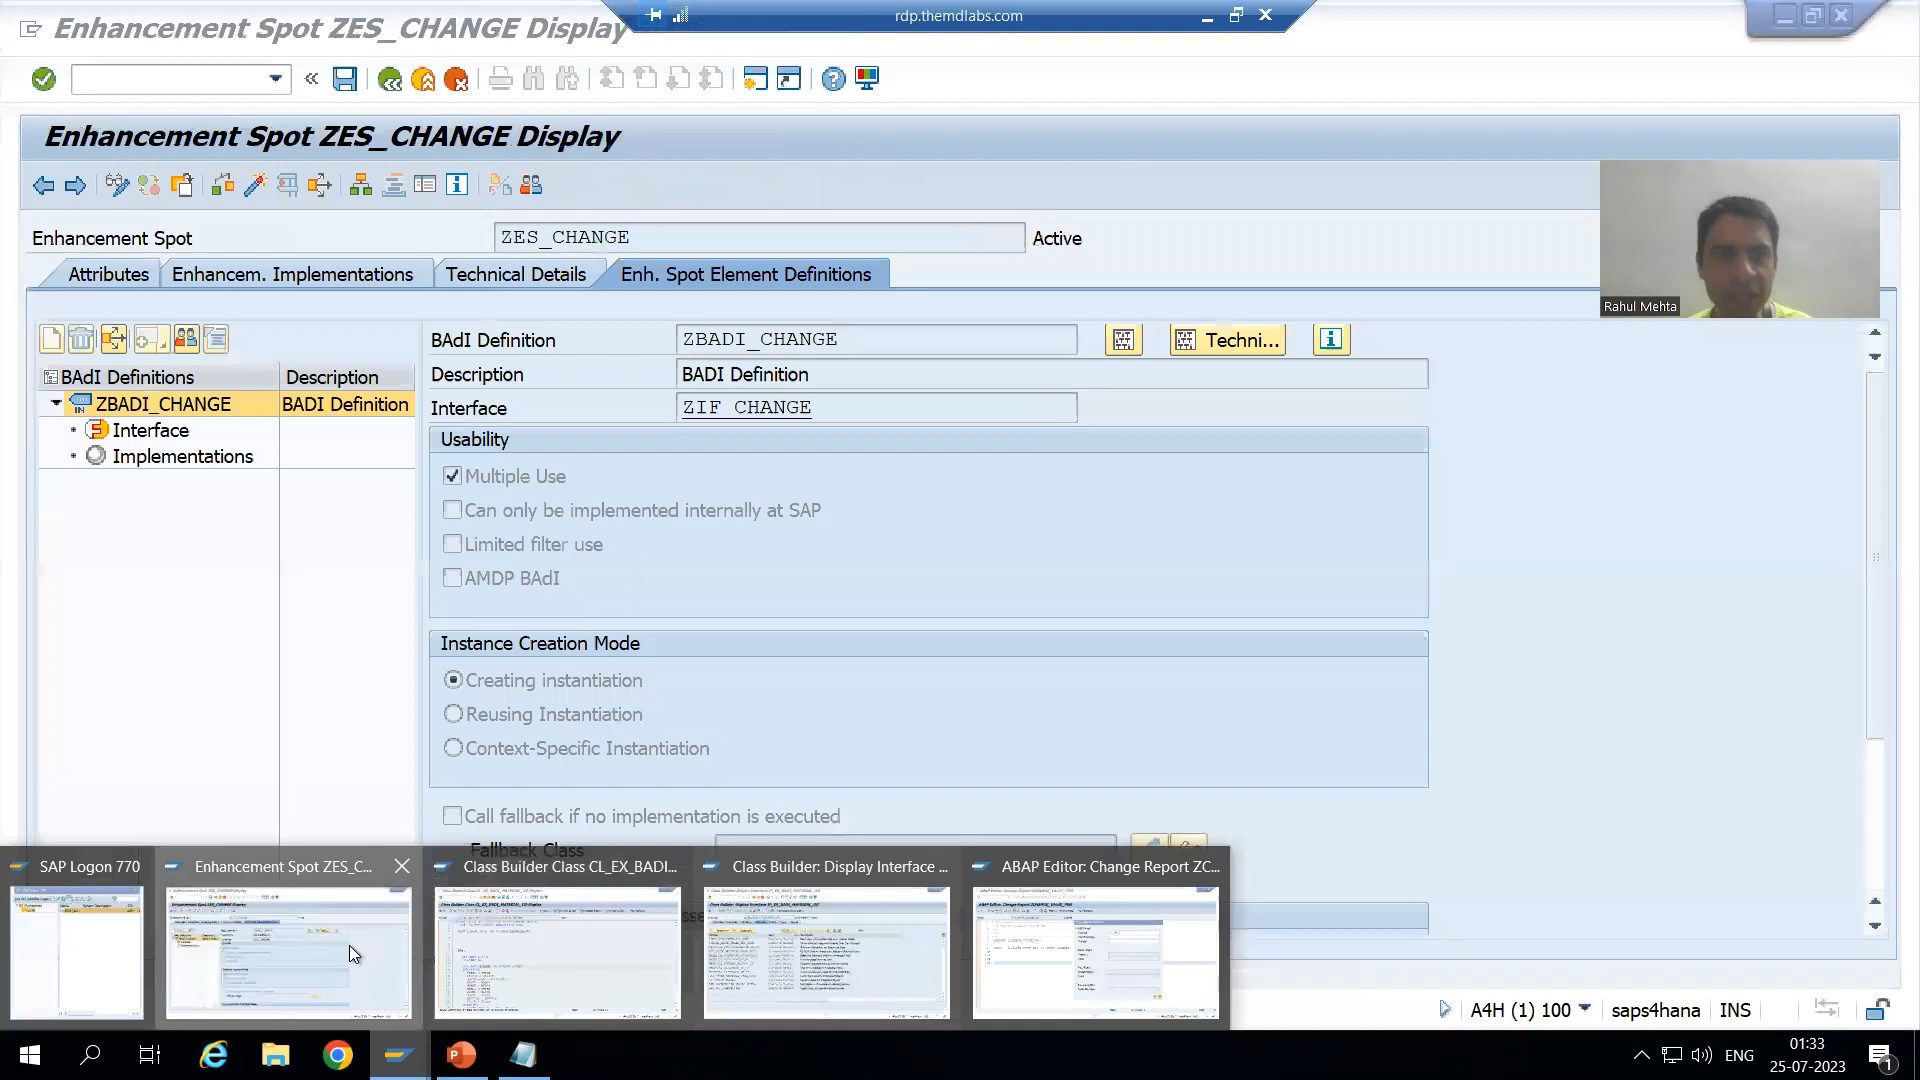 Enhancement Spot ZES_CHANGE Display
rdp.themdlabs.com
Enhancement Spot ZES_CHANGE Display
Enhancement Spot
ZES_CHANGE
Active
Attributes
Enhancem. Implementations
Technical Details
Enh. Spot Element Definitions
Rahul Mehta
BAdI Definitions
Description
ZBADI_CHANGE
BADI Definition
Interface
Implementations
BAdI Definition
ZBADI_CHANGE
Techni...
Description
BADI Definition
Interface
ZIF_CHANGE
Usability
Multiple Use
Can only be implemented internally at SAP
Limited filter use
AMDP BAdI
Instance Creation Mode
Creating instantiation
Reusing Instantiation
Context-Specific Instantiation
Call fallback if no implementation is executed
Fallback Class
SAP Logon 770
Enhancement Spot ZES_C...
Class Builder Class CL_EX_BADI...
Class Builder: Display Interface ...
ABAP Editor: Change Report ZC...
A4H (1) 100
saps4hana
INS
ENG
01:33
25-07-2023
1